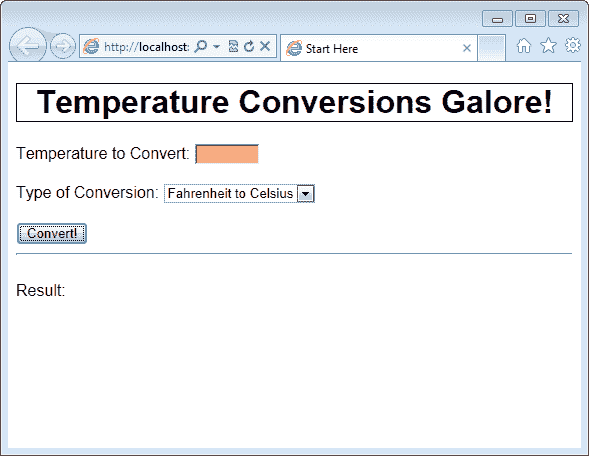 http://localhost:
Start Here
Temperature Conversions Galore!
Temperature to Convert:
Type of Conversion: Fahrenheit to Celsius
Convert!
Result: